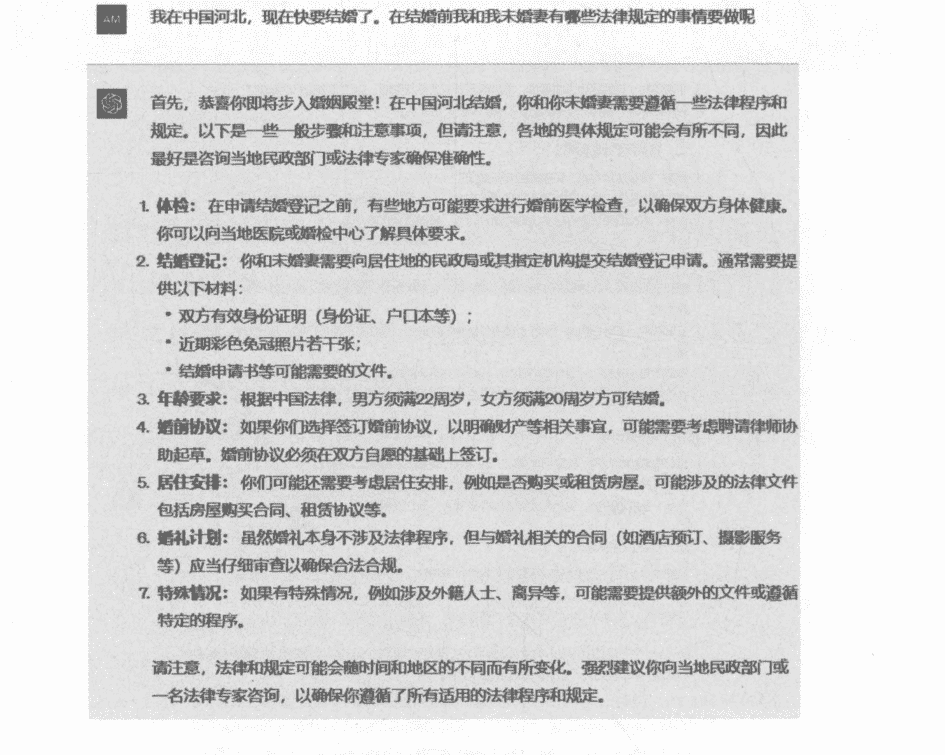 AM
我在中国河北，现在快要结婚了。在结婚前我和我未婚妻有哪些法律规定的事情要做呢
首先，恭喜你即将步入婚姻殿堂！在中国河北结婚，你和你未婚妻需要遵循一些法律程序和
规定。以下是一些一般步骤和注意事项，但请注意，各地的具体规定可能会有所不同，因此
最好是咨询当地民政部门或法律专家确保准确性。
1. 体检： 在申请结婚登记之前，有些地方可能要求进行婚前医学检查，以确保双方身体健康。
你可以向当地医院或婚检中心了解具体要求。
2. 结婚登记： 你和未婚妻需要向居住地的民政局或其指定机构提交结婚登记申请。通常需要提
供以下材料：
• 双方有效身份证明（身份证、户口本等）；
• 近期彩色免冠照片若干张；
• 结婚申请书等可能需要的文件。
3. 年龄要求： 根据中国法律，男方须满22周岁，女方须满20周岁方可结婚。
4. 婚前协议： 如果你们选择签订婚前协议，以明确财产等相关事宜，可能需要考虑聘请律师协
助起草。婚前协议必须在双方自愿的基础上签订。
5. 居住安排： 你们可能还需要考虑居住安排，例如是否购买或租赁房屋。可能涉及的法律文件
包括房屋购买合同、租赁协议等。
6. 婚礼计划： 虽然婚礼本身不涉及法律程序，但与婚礼相关的合同（如酒店预订、摄影服务
等）应当仔细审查以确保合法合规。
7. 特殊情况： 如果有特殊情况，例如涉及外籍人士、离异等，可能需要提供额外的文件或遵循
特定的程序。
请注意，法律和规定可能会随时间和地区的不同而有所变化。强烈建议你向当地民政部门或
一名法律专家咨询，以确保你遵循了所有适用的法律程序和规定。